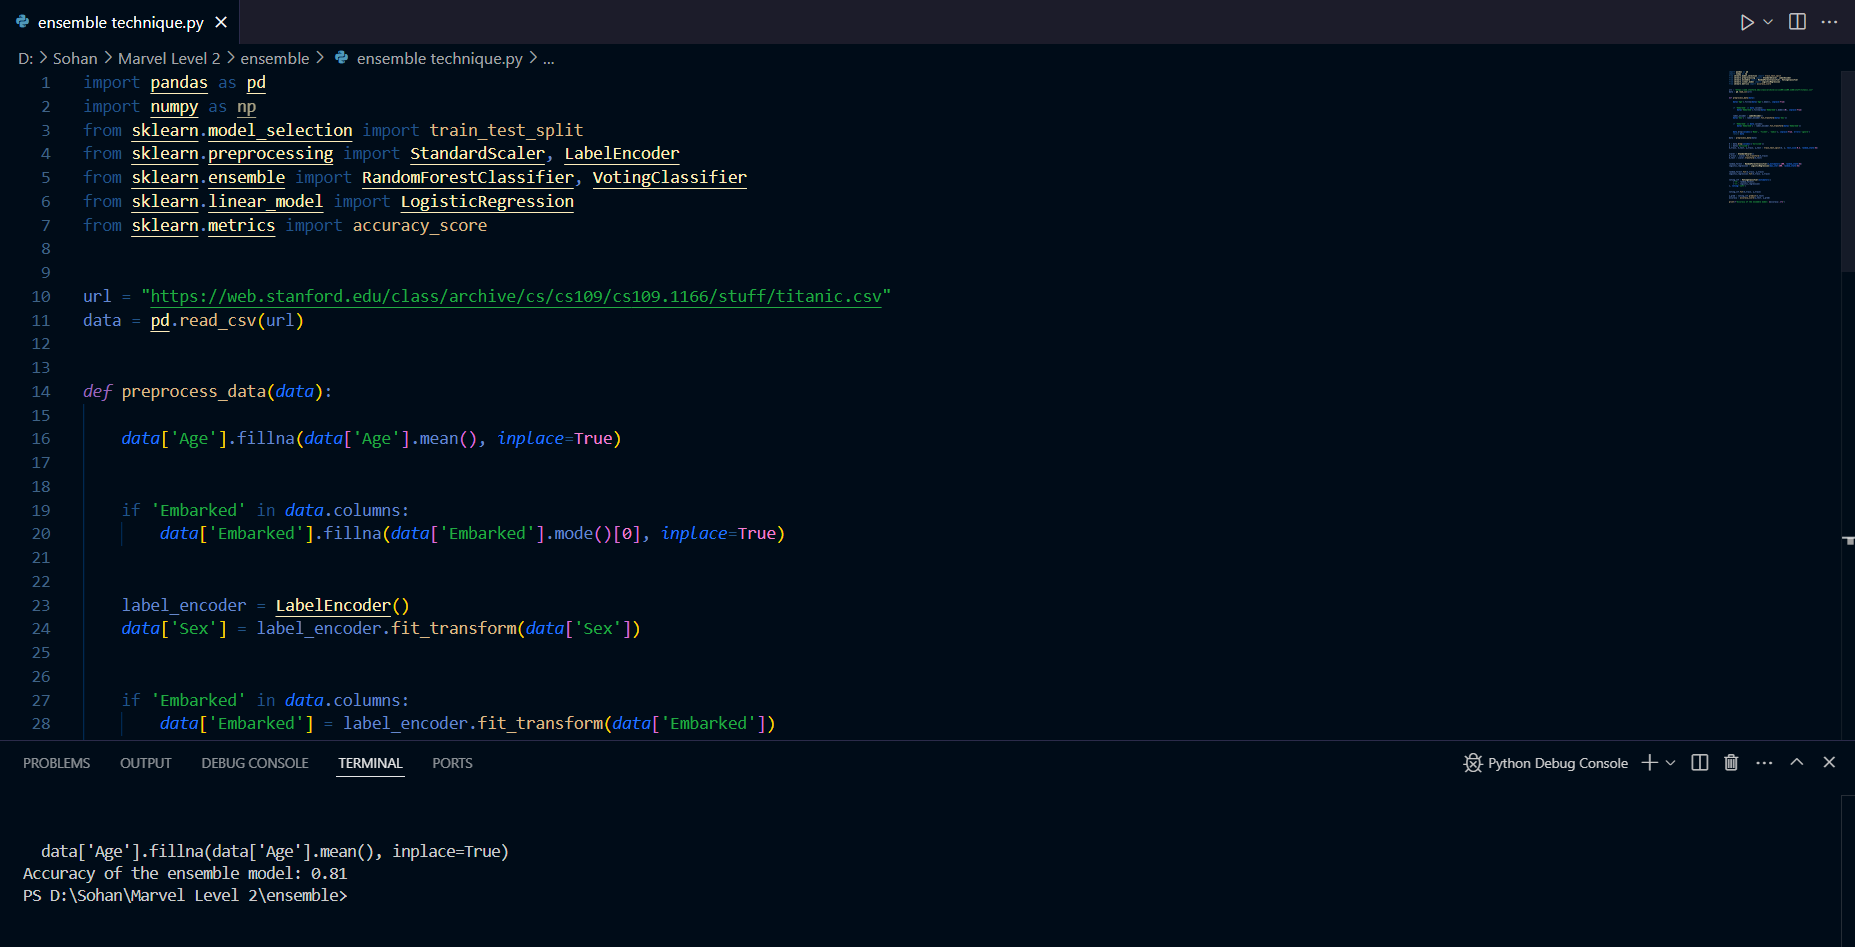 ensemble technique.py
D: > Sohan > Marvel Level 2 > ensemble > ensemble technique.py > ...
1 import pandas as pd
2 import numpy as np
3 from sklearn.model_selection import train_test_split
4 from sklearn.preprocessing import StandardScaler, LabelEncoder
5 from sklearn.ensemble import RandomForestClassifier, VotingClassifier
6 from sklearn.linear_model import LogisticRegression
7 from sklearn.metrics import accuracy_score
8
9
10 url = "https://web.stanford.edu/class/archive/cs/cs109/cs109.1166/stuff/titanic.csv"
11 data = pd.read_csv(url)
12
13
14 def preprocess_data(data):
15
16     data['Age'].fillna(data['Age'].mean(), inplace=True)
17
18
19     if 'Embarked' in data.columns:
20         data['Embarked'].fillna(data['Embarked'].mode()[0], inplace=True)
21
22
23     label_encoder = LabelEncoder()
24     data['Sex'] = label_encoder.fit_transform(data['Sex'])
25
26
27     if 'Embarked' in data.columns:
28         data['Embarked'] = label_encoder.fit_transform(data['Embarked'])
PROBLEMS OUTPUT DEBUG CONSOLE TERMINAL PORTS Python Debug Console
  data['Age'].fillna(data['Age'].mean(), inplace=True)
Accuracy of the ensemble model: 0.81
PS D:\Sohan\Marvel Level 2\ensemble>